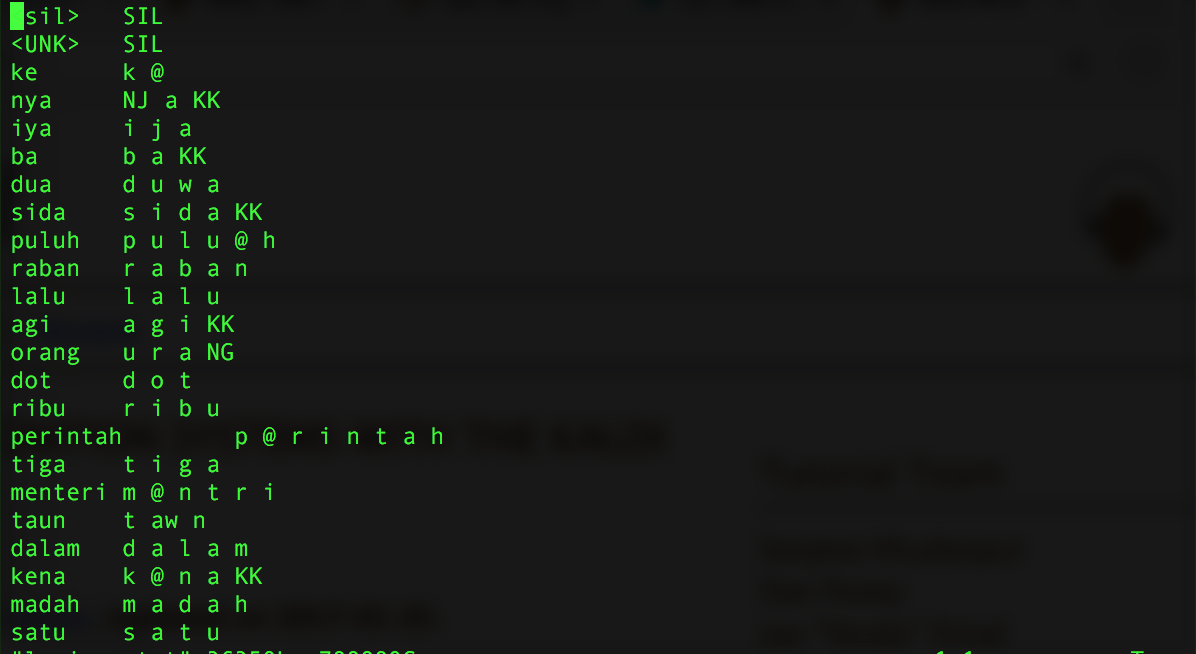 sil> SIL
<UNK> SIL
ke k @
nya NJ a KK
iya i j a
ba b a KK
dua d u w a
sida s i d a KK
puluh p u l u @ h
raban r a b a n
lalu l a l u
agi a g i KK
orang u r a NG
dot d o t
ribu r i b u
perintah p @ r i n t a h
tiga t i g a
menteri m @ n t r i
taun t aw n
dalam d a l a m
kena k @ n a KK
madah m a d a h
satu s a t u